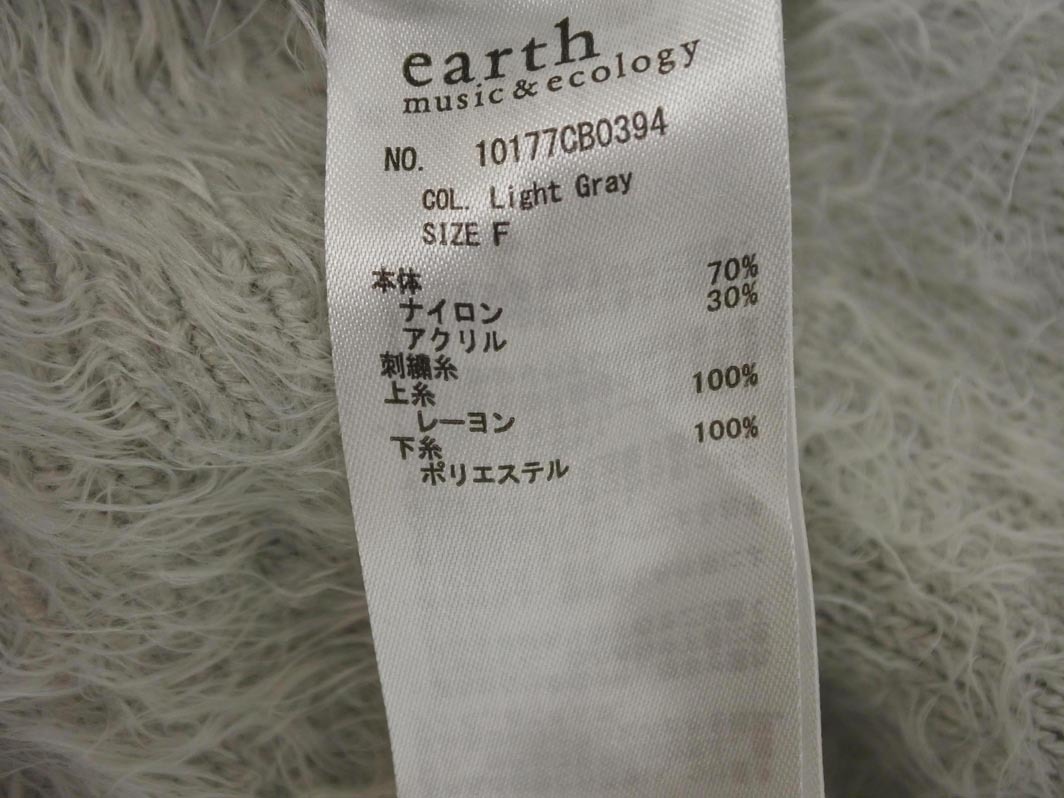 earth
music & ecology
NO. 10177CB0394
COL. Light Gray
SIZE F
本体
ナイロン 70%
アクリル 30%
刺繍糸
上糸
レーヨン 100%
下糸
ポリエステル 100%